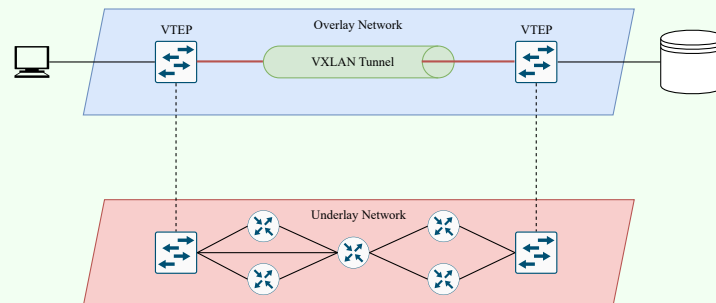 Overlay Network
VTEP
VTEP
VXLAN Tunnel
Underlay Network